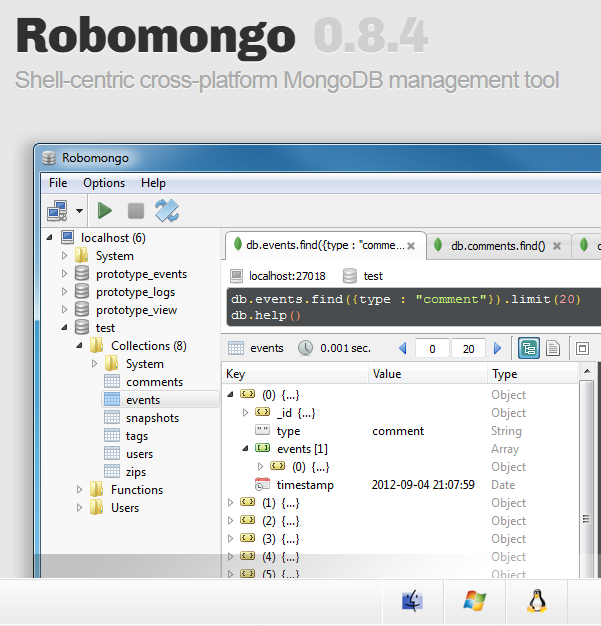 Robomongo 0.8.4
Shell-centric cross-platform MongoDB management tool
Robomongo
File Options Help
localhost (6)
System
prototype_events
prototype_logs
prototype_view
test
Collections (8)
System
comments
events
snapshots
tags
users
zips
Functions
Users
db.events.find({type : "comme... db.comments.find()
localhost:27018 test
db.events.find({type : "comment"}).limit(20)
db.help()
events 0.001 sec. 0 20
Key Value Type
(0) {...} Object
_id {...} Object
type comment String
events [1] Array
(0) {...} Object
timestamp 2012-09-04 21:07:59 Date
(1) {...} Object
(2) {...} Object
(3) {...} Object
(4) {...} Object
(5) {...} Object